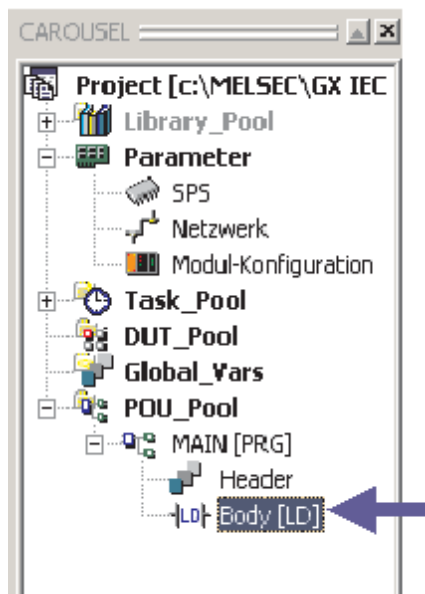 CAROUSEL
Project [c:\MELSEC\GX IEC
Library_Pool
Parameter
SPS
Netzwerk
Modul-Konfiguration
Task_Pool
DUT_Pool
Global_Vars
POU_Pool
MAIN [PRG]
Header
LD Body [LD]